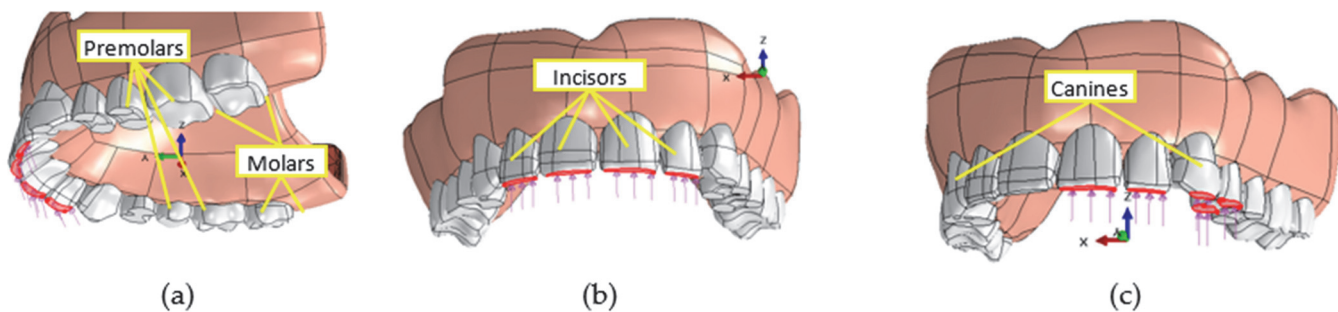 Premolars
Molars
Z
Y
X
(a)
Incisors
Z
X
(b)
Canines
Z
Y
X
(c)